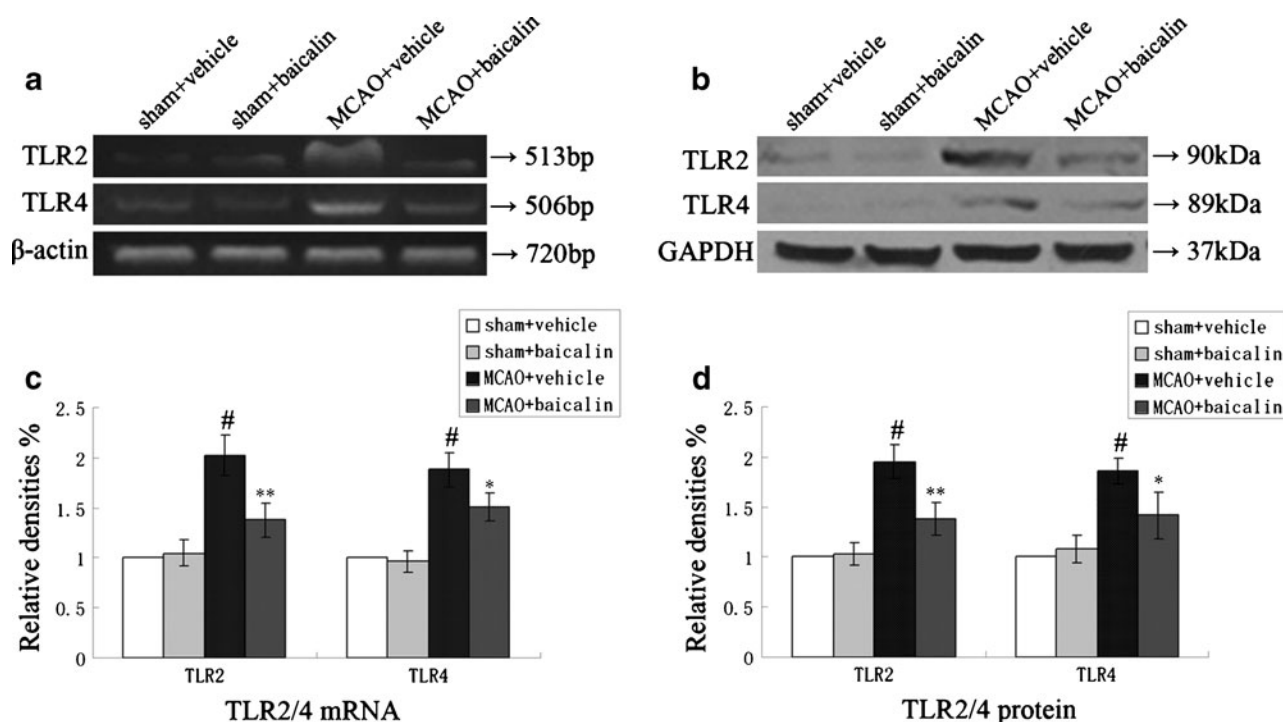 a
sham+vehicle
sham+baicalin
MCAO+vehicle
MCAO+baicalin
TLR2 → 513bp
TLR4 → 506bp
β-actin → 720bp
b
sham+vehicle
sham+baicalin
MCAO+vehicle
MCAO+baicalin
TLR2 → 90kDa
TLR4 → 89kDa
GAPDH → 37kDa
c
sham+vehicle
sham+baicalin
MCAO+vehicle
MCAO+baicalin
Relative densities %
2.5
2
1.5
1
0.5
0
# **
# *
TLR2 TLR4
TLR2/4 mRNA
d
sham+vehicle
sham+baicalin
MCAO+vehicle
MCAO+baicalin
Relative densities %
2.5
2
1.5
1
0.5
0
# **
# *
TLR2 TLR4
TLR2/4 protein